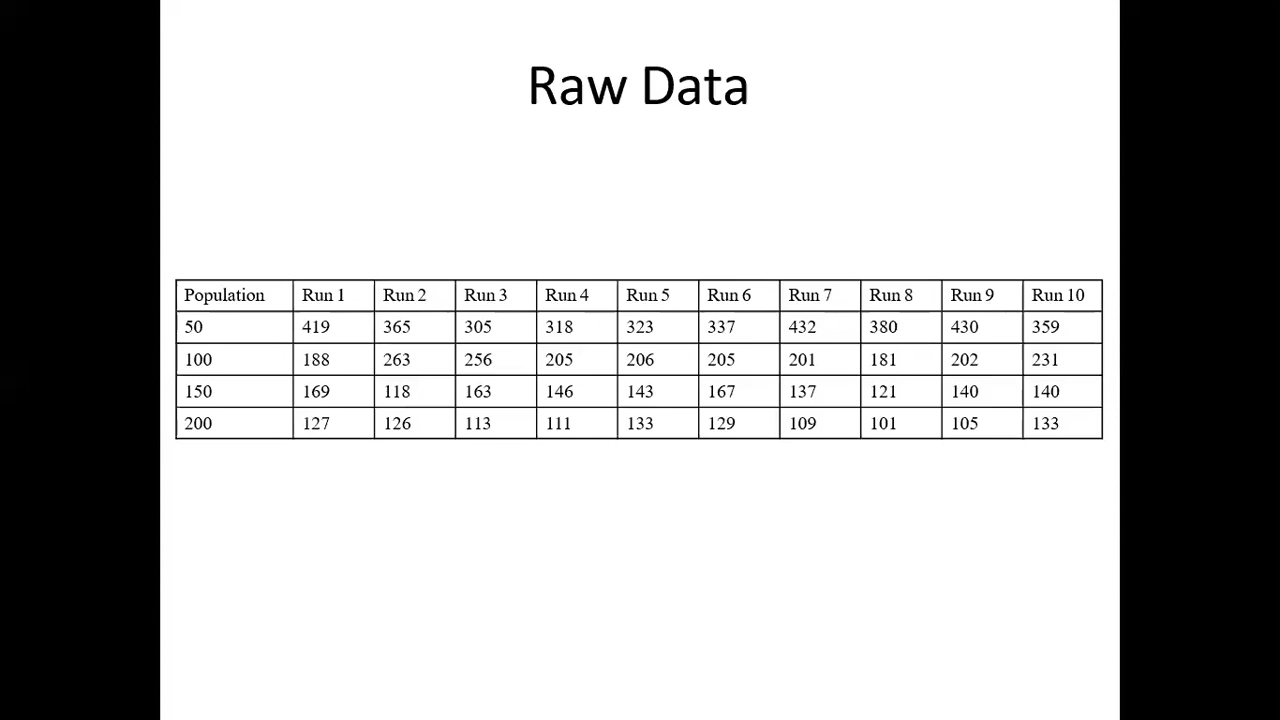 Raw Data
Population Run 1 Run 2 Run 3 Run 4 Run 5 Run 6 Run 7 Run 8 Run 9 Run 10
50 419 365 305 318 323 337 432 380 430 359
100 188 263 256 205 206 205 201 181 202 231
150 169 118 163 146 143 167 137 121 140 140
200 127 126 113 111 133 129 109 101 105 133